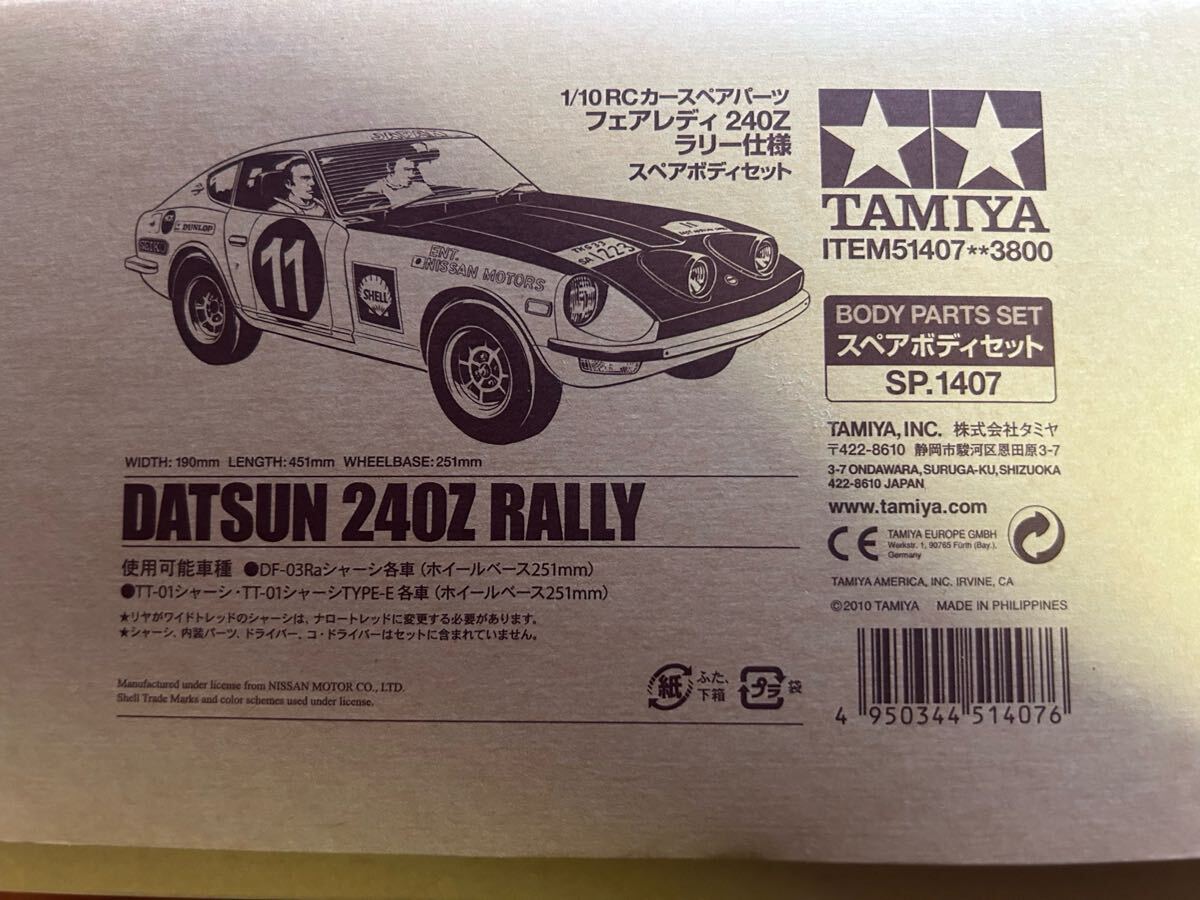 1/10 RCカースペアパーツ
フェアレディ 240Z
ラリー仕様
スペアボディセット
TAMIYA
ITEM51407**3800
BODY PARTS SET
スペアボディセット
SP.1407
TAMIYA, INC. 株式会社タミヤ
〒422-8610 静岡市駿河区恩田原3-7
3-7 ONDAWARA, SURUGA-KU, SHIZUOKA
422-8610 JAPAN
www.tamiya.com
CE
TAMIYA EUROPE GMBH
Werkstr. 1, 90765 Fürth (Bay.).
Germany
TAMIYA AMERICA, INC. IRVINE, CA
©2010 TAMIYA MADE IN PHILIPPINES
4 950344 514076
DUNLOP
11
ENT.
NISSAN MOTORS
SHELL
TKS 33
SA 1223
11
WIDTH: 190mm LENGTH: 451mm WHEELBASE: 251mm
DATSUN 240Z RALLY
使用可能車種 ●DF-03Raシャーシ各車（ホイールベース251mm）
●TT-01シャーシ・TT-01シャーシTYPE-E 各車（ホイールベース251mm）
★リヤがワイドトレッドのシャーシは、ナロートレッドに変更する必要があります。
★シャーシ、内装パーツ、ドライバー、コ・ドライバーはセットに含まれていません。
Manufactured under license from NISSAN MOTOR CO., LTD.
Shell Trade Marks and color schemes used under license.
紙 ふた、
下箱
プラ 袋